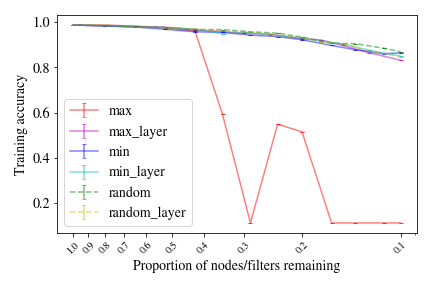 1.0
0.8
0.6
0.4
0.2
Training accuracy
max
max_layer
min
min_layer
random
random_layer
1.0 0.9 0.8 0.7 0.6 0.5 0.4 0.3 0.2 0.1
Proportion of nodes/filters remaining